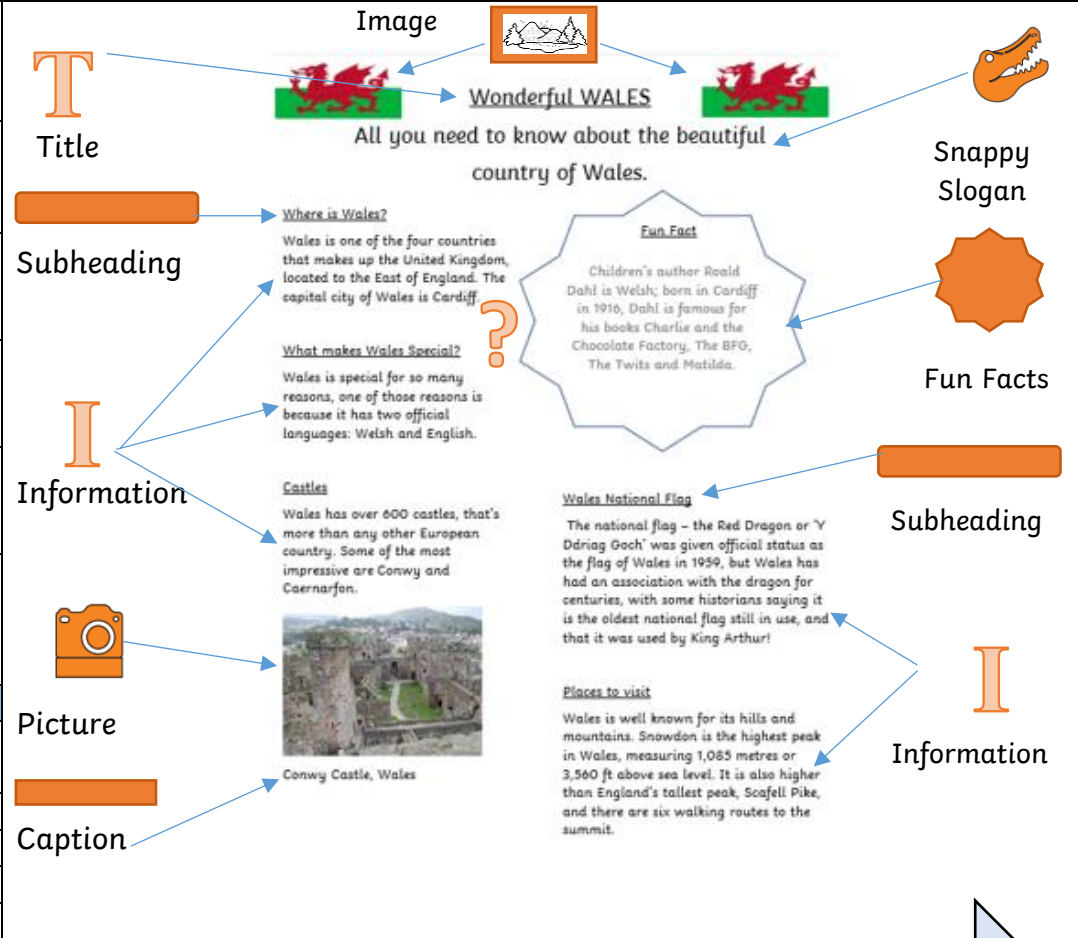 Image
T
Title
Wonderful WALES
All you need to know about the beautiful
country of Wales.
Snappy
Slogan
Subheading
Where is Wales?
Wales is one of the four countries
that makes up the United Kingdom,
located to the East of England. The
capital city of Wales is Cardiff.
?
What makes Wales Special?
Wales is special for so many
reasons, one of those reasons is
because it has two official
languages: Welsh and English.
I
Information
Castles
Wales has over 600 castles, that's
more than any other European
country. Some of the most
impressive are Conwy and
Caernarfon.
Picture
Conwy Castle, Wales
Caption
Fun Fact
Children's author Roald
Dahl is Welsh; born in Cardiff
in 1916, Dahl is famous for
his books Charlie and the
Chocolate Factory, The BFG,
The Twits and Matilda.
Fun Facts
Subheading
Wales National Flag
The national flag – the Red Dragon or 'Y
Ddriag Goch' was given official status as
the flag of Wales in 1959, but Wales has
had an association with the dragon for
centuries, with some historians saying it
is the oldest national flag still in use, and
that it was used by King Arthur!
Places to visit
Wales is well known for its hills and
mountains. Snowdon is the highest peak
in Wales, measuring 1,085 metres or
3,560 ft above sea level. It is also higher
than England's tallest peak, Scafell Pike,
and there are six walking routes to the
summit.
I
Information